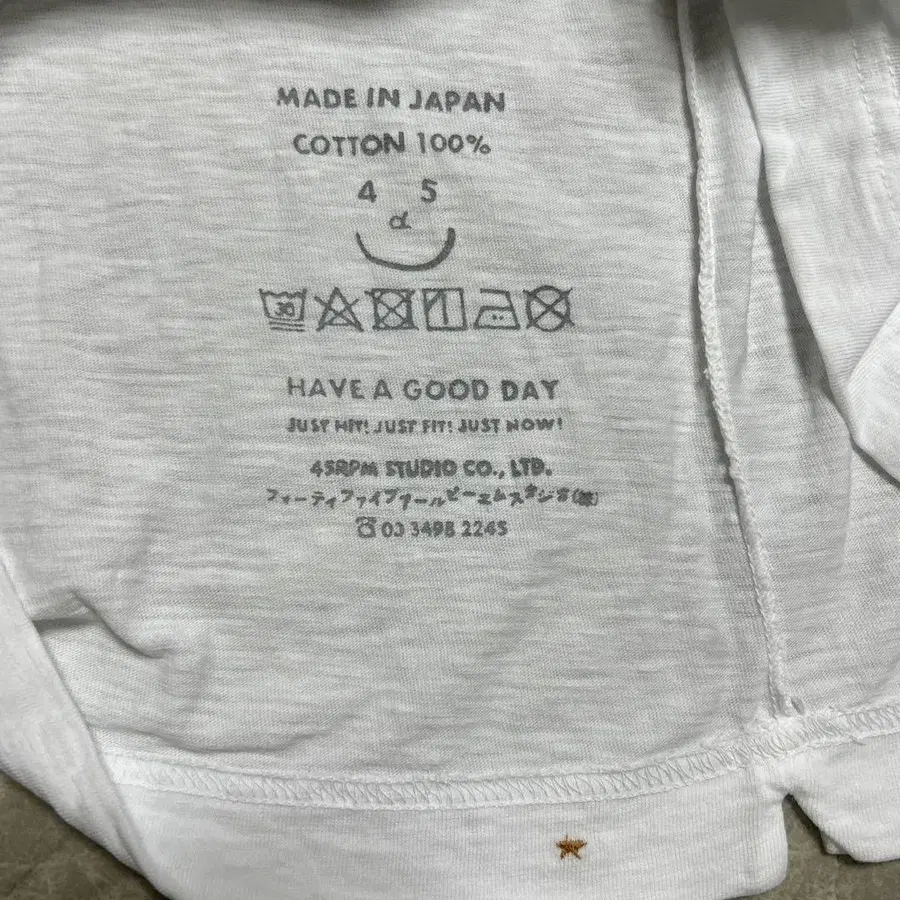 MADE IN JAPAN
COTTON 100%
4 5
d
30
HAVE A GOOD DAY
JUST HIT! JUST FIT! JUST NOW!
45RPM STUDIO CO., LTD.
フォーティファイブアールピーエムスタジオ(株)
☎ 03 3498 2245